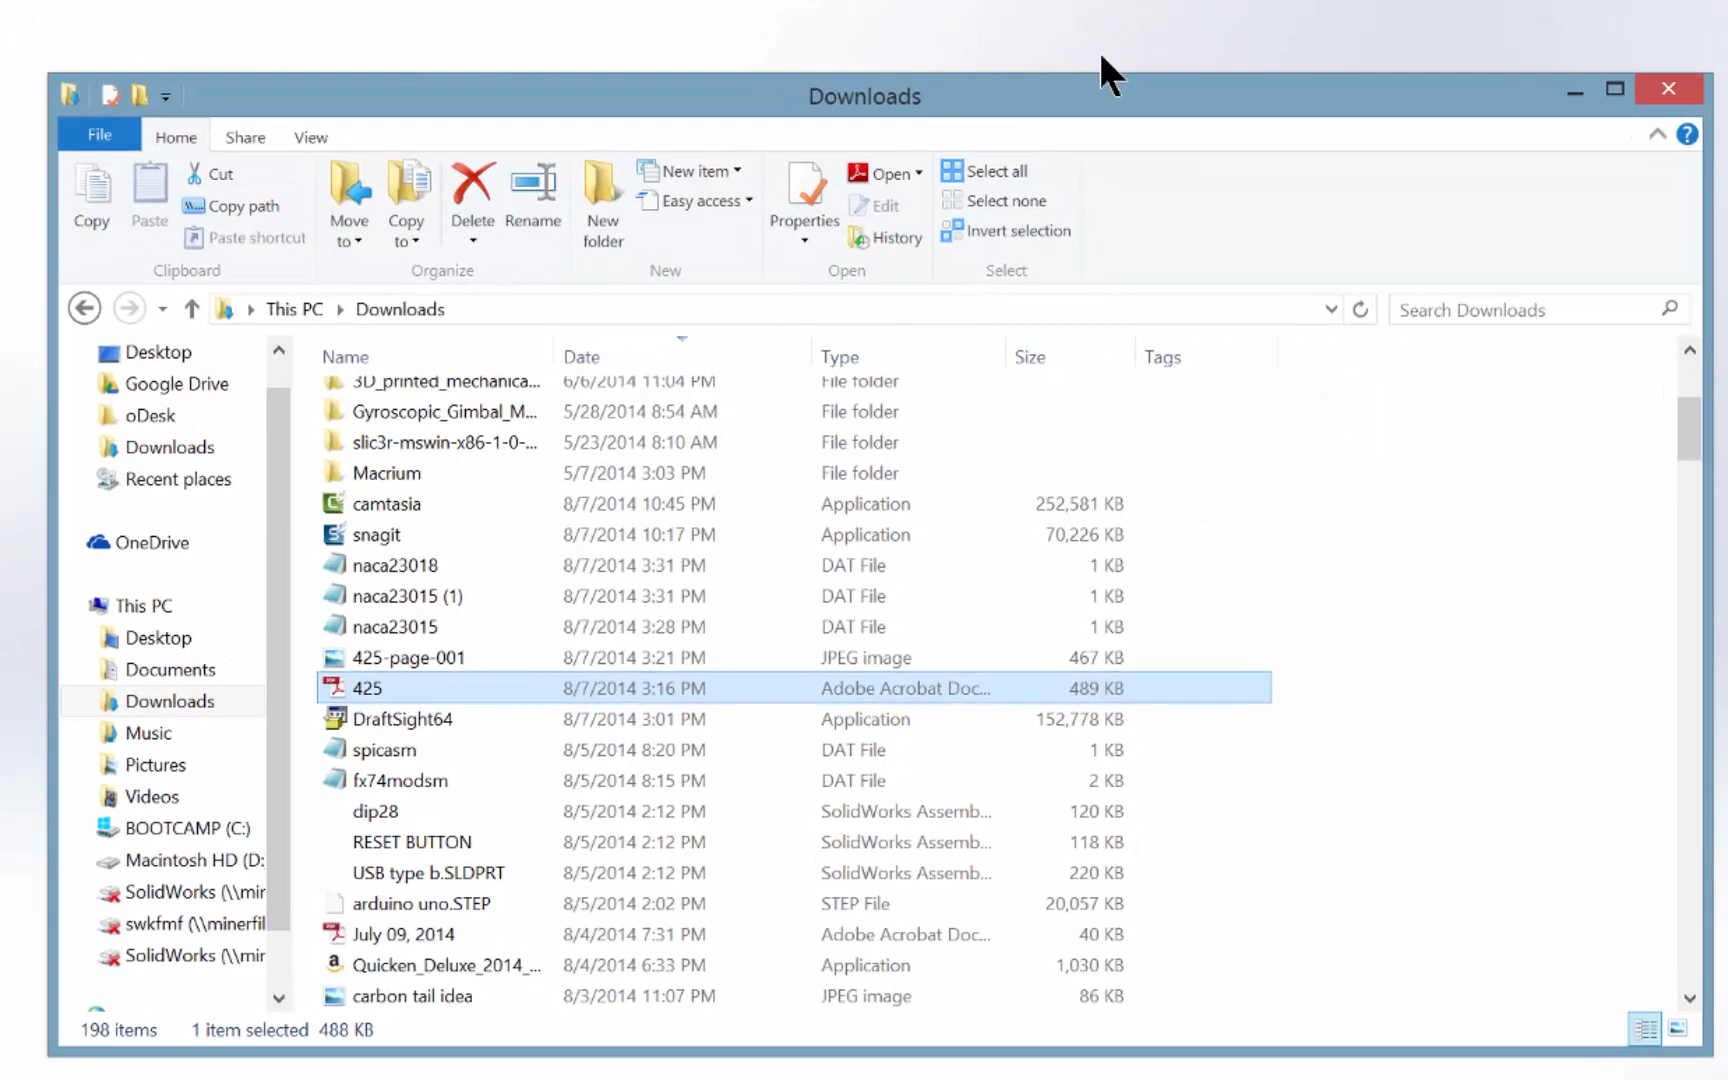 Downloads
File Home Share View
Copy
Paste
Cut
Copy path
Paste shortcut
Clipboard
Move to
Copy to
Delete
Rename
Organize
New folder
New item
Easy access
New
Properties
Open
Edit
History
Open
Select all
Select none
Invert selection
Select
This PC Downloads
Search Downloads
Desktop
Google Drive
oDesk
Downloads
Recent places
OneDrive
This PC
Desktop
Documents
Downloads
Music
Pictures
Videos
BOOTCAMP (C:)
Macintosh HD (D:
SolidWorks (\\mir
swkfmf (\\minerfil
SolidWorks (\\mir
Name Date Type Size Tags
3D_printed_mechanica... 6/6/2014 11:04 PM File folder
Gyroscopic_Gimbal_M... 5/28/2014 8:54 AM File folder
slic3r-mswin-x86-1-0-... 5/23/2014 8:10 AM File folder
Macrium 5/7/2014 3:03 PM File folder
camtasia 8/7/2014 10:45 PM Application 252,581 KB
snagit 8/7/2014 10:17 PM Application 70,226 KB
naca23018 8/7/2014 3:31 PM DAT File 1 KB
naca23015 (1) 8/7/2014 3:31 PM DAT File 1 KB
naca23015 8/7/2014 3:28 PM DAT File 1 KB
425-page-001 8/7/2014 3:21 PM JPEG image 467 KB
425 8/7/2014 3:16 PM Adobe Acrobat Doc... 489 KB
DraftSight64 8/7/2014 3:01 PM Application 152,778 KB
spicasm 8/5/2014 8:20 PM DAT File 1 KB
fx74modsm 8/5/2014 8:15 PM DAT File 2 KB
dip28 8/5/2014 2:12 PM SolidWorks Assemb... 120 KB
RESET BUTTON 8/5/2014 2:12 PM SolidWorks Assemb... 118 KB
USB type b.SLDPRT 8/5/2014 2:12 PM SolidWorks Assemb... 220 KB
arduino uno.STEP 8/5/2014 2:02 PM STEP File 20,057 KB
July 09, 2014 8/4/2014 7:31 PM Adobe Acrobat Doc... 40 KB
Quicken_Deluxe_2014_... 8/4/2014 6:33 PM Application 1,030 KB
carbon tail idea 8/3/2014 11:07 PM JPEG image 86 KB
198 items 1 item selected 488 KB